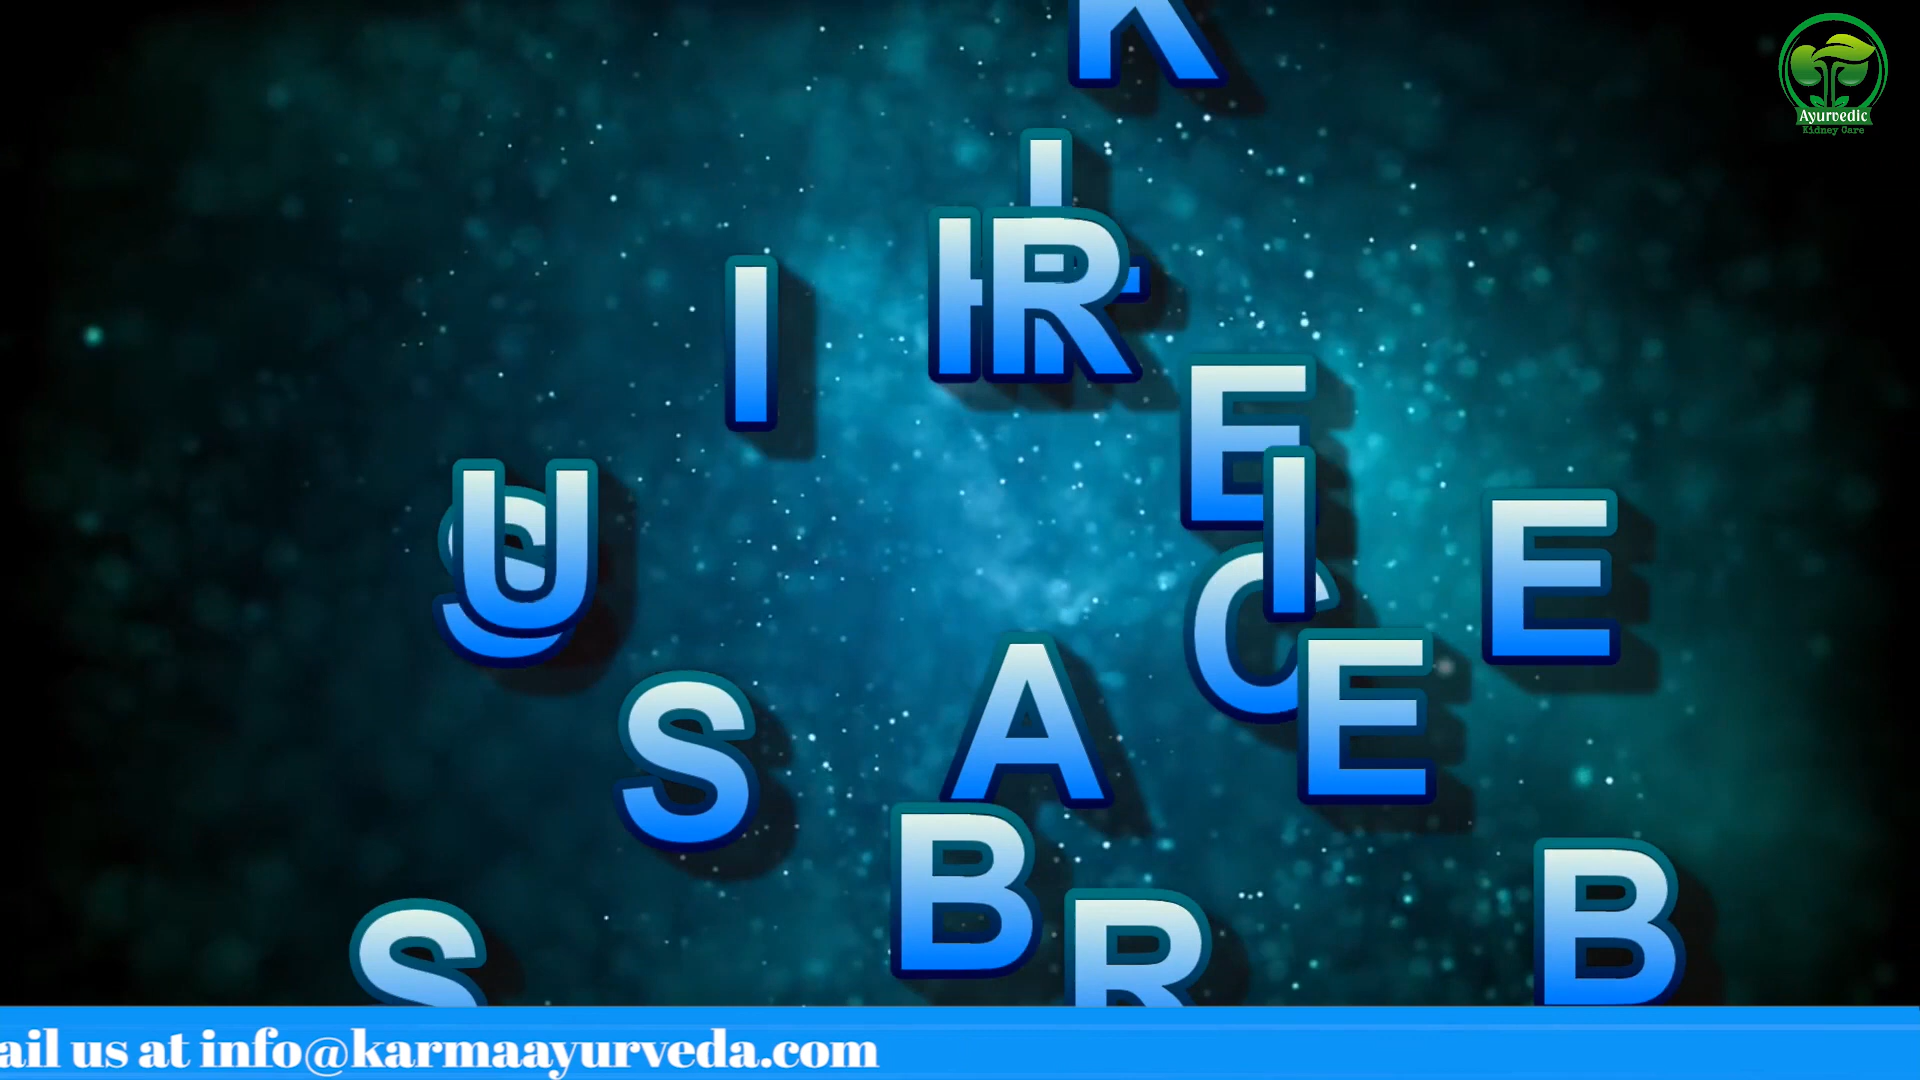 K
I
I
H
L
R
E
I
S
U
E
C
E
S
A
B
R
B
S
Ayurvedic
Kidney Care
ail us at info@karmaayurveda.com